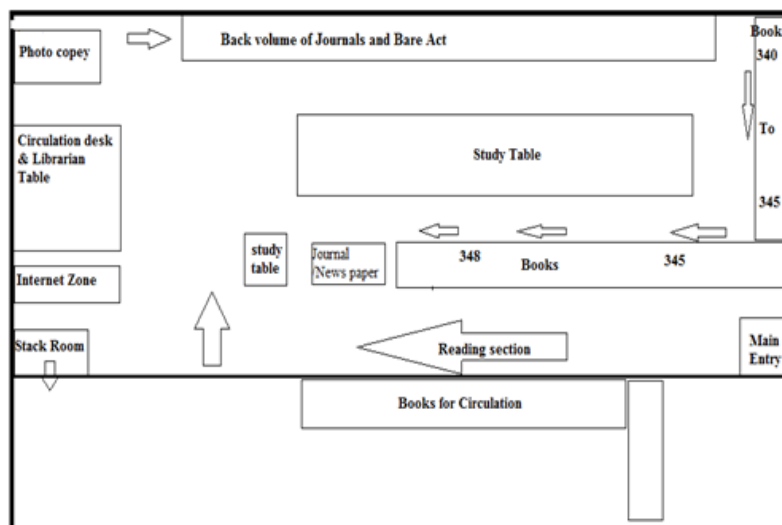 Photo copey
Back volume of Journals and Bare Act
Book
340
To
345
Circulation desk
& Librarian
Table
Study Table
study
table
Journal
/News paper
348
Books
345
Internet Zone
Stack Room
Reading section
Main
Entry
Books for Circulation